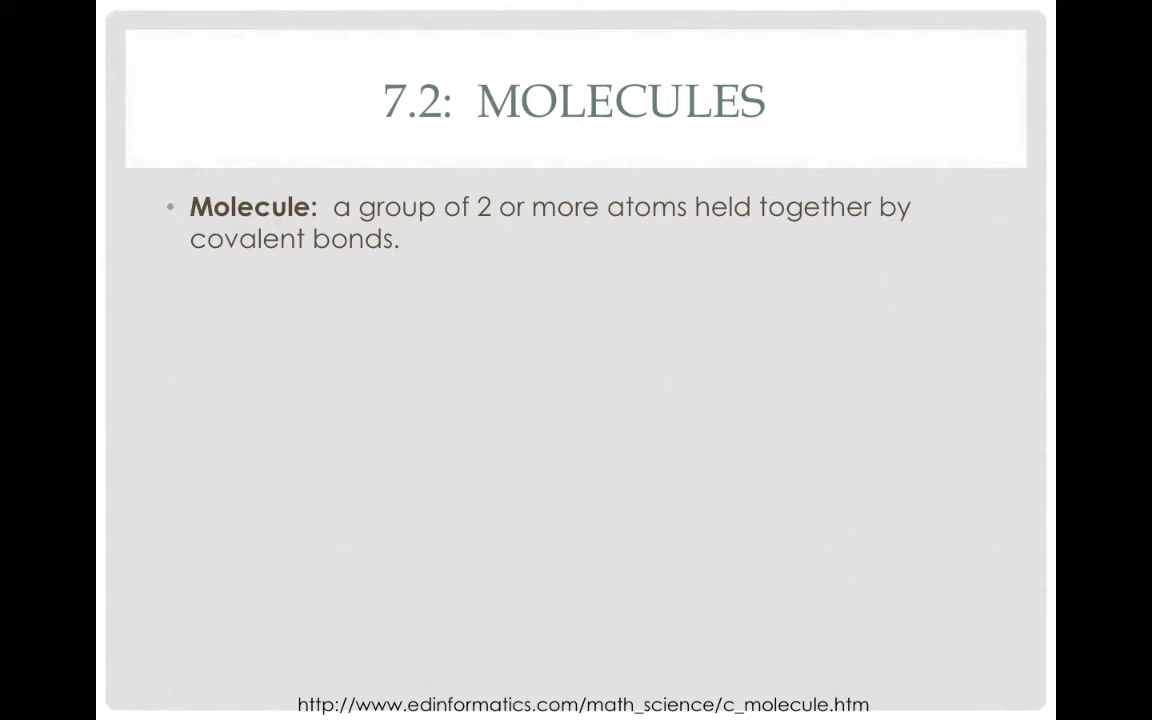 7.2: MOLECULES
• Molecule: a group of 2 or more atoms held together by
covalent bonds.
http://www.edinformatics.com/math_science/c_molecule.htm